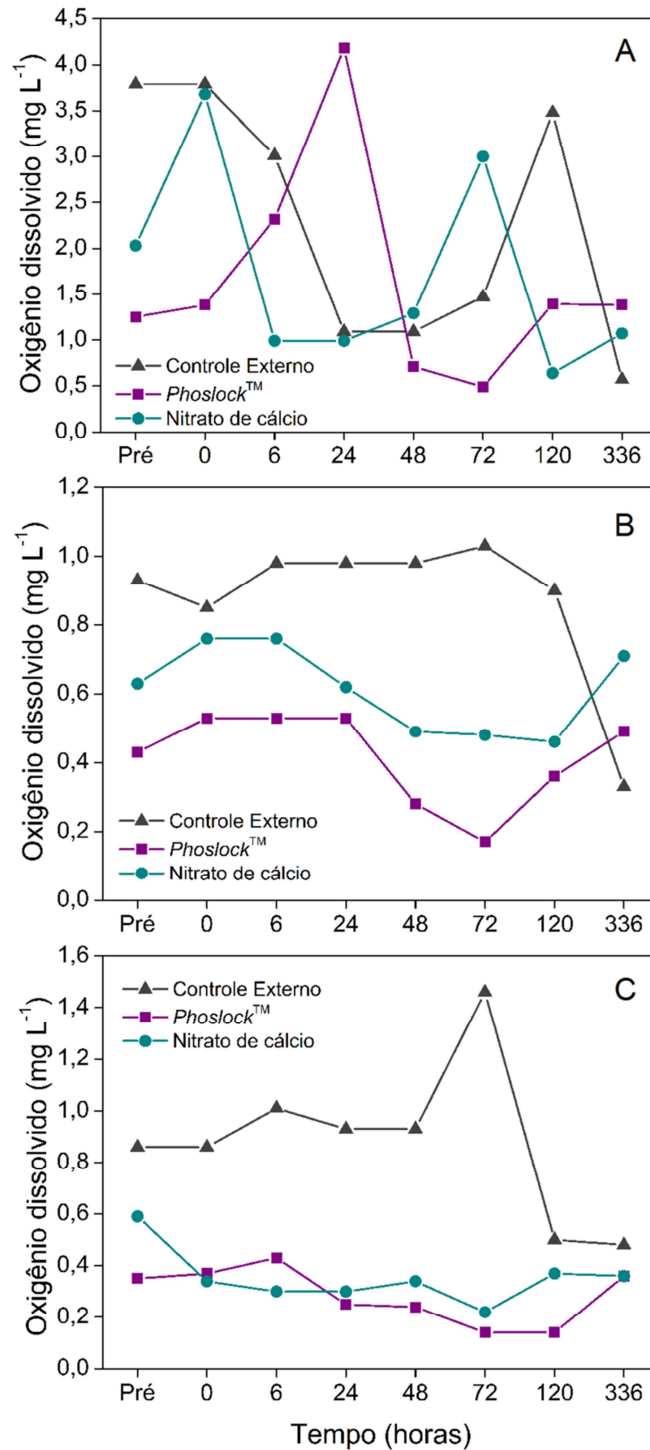 A
Oxigênio dissolvido (mg L⁻¹)
4,5
4,0
3,5
3,0
2,5
2,0
1,5
1,0
0,5
0,0
Controle Externo
Phoslock™
Nitrato de cálcio
Pré 0 6 24 48 72 120 336
B
Oxigênio dissolvido (mg L⁻¹)
1,2
1,0
0,8
0,6
0,4
0,2
0,0
Controle Externo
Phoslock™
Nitrato de cálcio
Pré 0 6 24 48 72 120 336
C
Oxigênio dissolvido (mg L⁻¹)
1,6
1,4
1,2
1,0
0,8
0,6
0,4
0,2
0,0
Controle Externo
Phoslock™
Nitrato de cálcio
Pré 0 6 24 48 72 120 336
Tempo (horas)